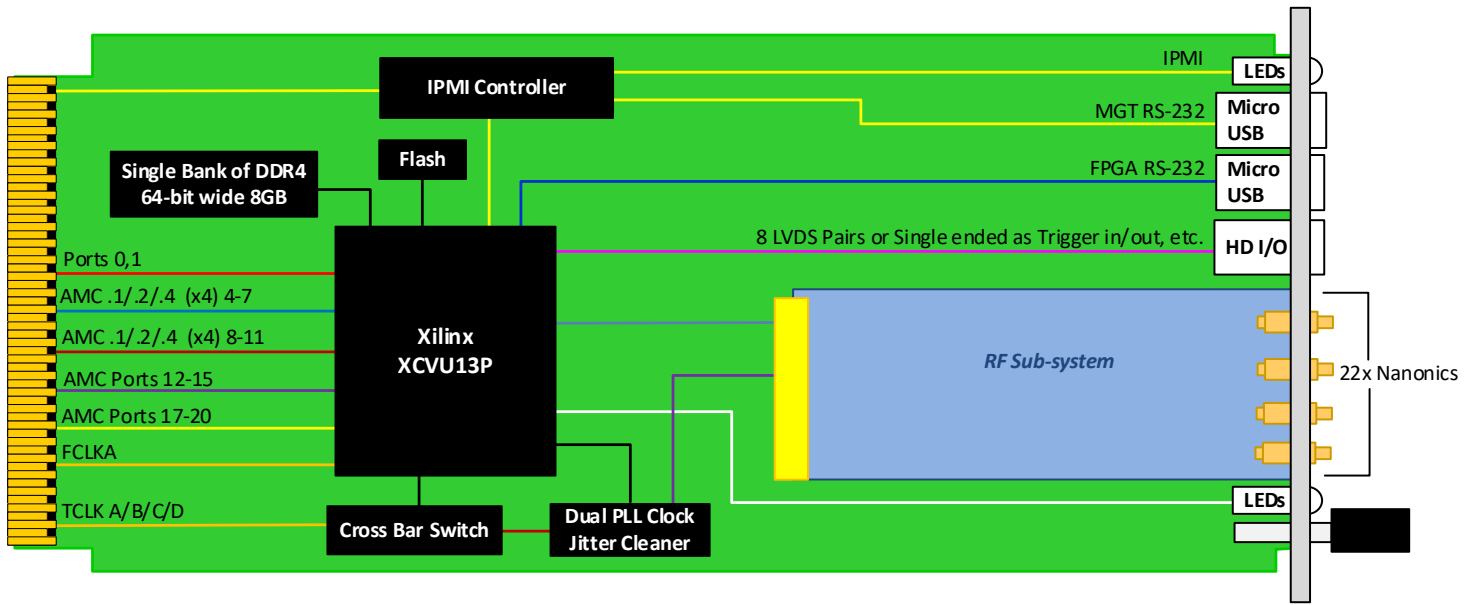 IPMI
LEDs
IPMI Controller
MGT RS-232
Micro
USB
Flash
Single Bank of DDR4
64-bit wide 8GB
FPGA RS-232
Micro
USB
8 LVDS Pairs or Single ended as Trigger in/out, etc.
HD I/O
Ports 0,1
AMC .1/.2/.4 (x4) 4-7
AMC .1/.2/.4 (x4) 8-11
AMC Ports 12-15
AMC Ports 17-20
FCLKA
TCLK A/B/C/D
Xilinx
XCVU13P
RF Sub-system
22x Nanonics
LEDs
Cross Bar Switch
Dual PLL Clock
Jitter Cleaner